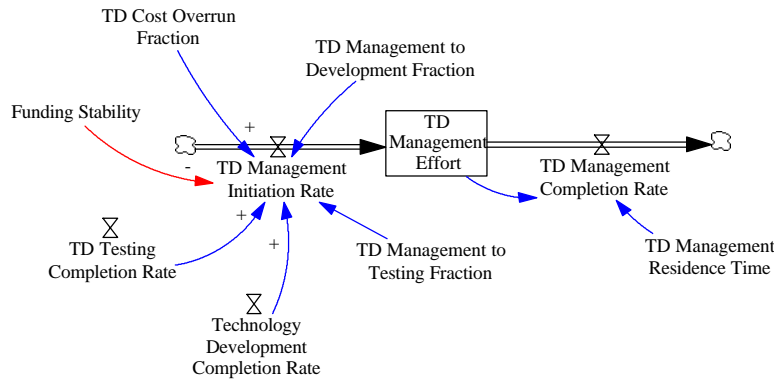 TD Cost Overrun
Fraction
TD Management to
Development Fraction
Funding Stability
+
-
TD Management
Initiation Rate
TD
Management
Effort
TD Management
Completion Rate
+
+
TD Testing
Completion Rate
TD Management to
Testing Fraction
TD Management
Residence Time
Technology
Development
Completion Rate